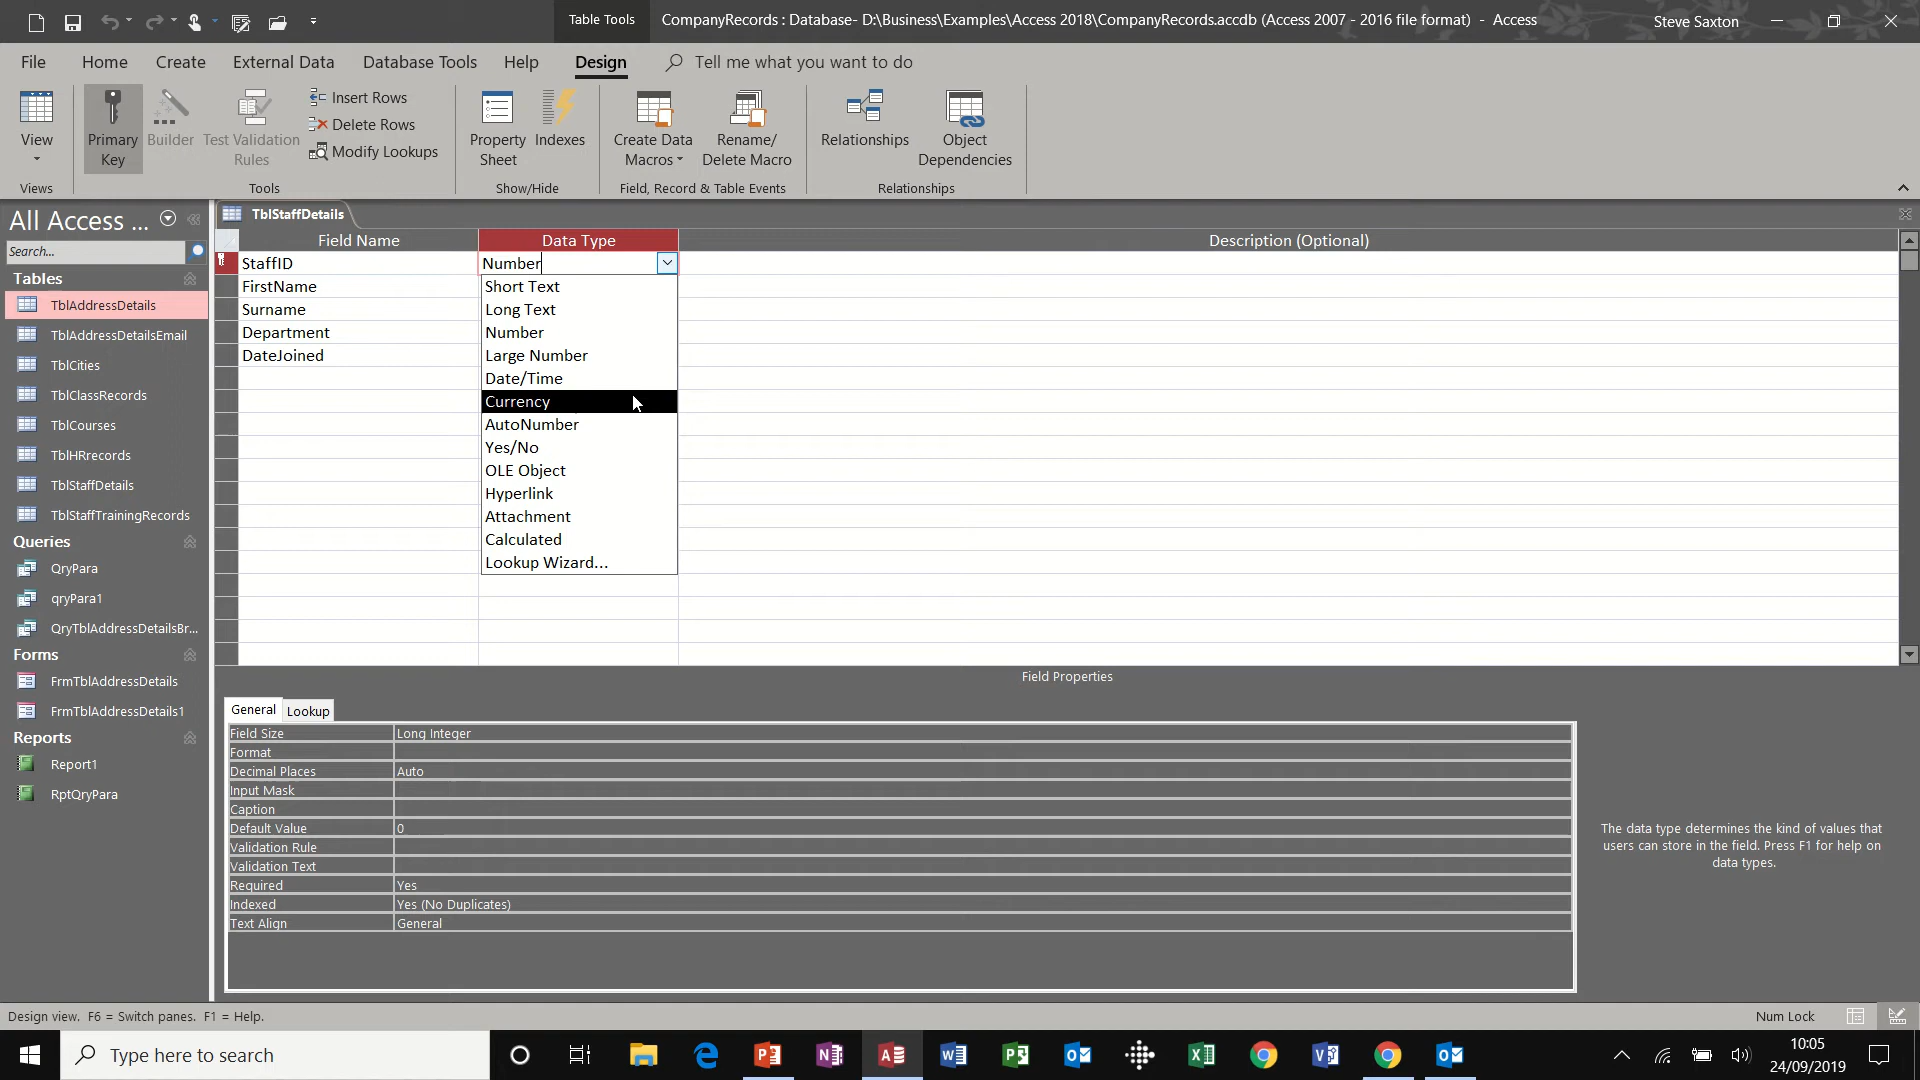 Table Tools
CompanyRecords : Database- D:\Business\Examples\Access 2018\CompanyRecords.accdb (Access 2007 - 2016 file format) - Access
Steve Saxton
File
Home
Create
External Data
Database Tools
Help
Design
Tell me what you want to do
View
Primary
Key
Builder
Test Validation
Rules
Insert Rows
Delete Rows
Modify Lookups
Property
Sheet
Indexes
Create Data
Macros
Rename/
Delete Macro
Relationships
Object
Dependencies
Views
Tools
Show/Hide
Field, Record & Table Events
Relationships
All Access ...
Search...
Tables
TblAddressDetails
TblAddressDetailsEmail
TblCities
TblClassRecords
TblCourses
TblHRrecords
TblStaffDetails
TblStaffTrainingRecords
Queries
QryPara
qryPara1
QryTblAddressDetailsBr...
Forms
FrmTblAddressDetails
FrmTblAddressDetails1
Reports
Report1
RptQryPara
TblStaffDetails
Field Name
Data Type
Description (Optional)
StaffID
Number
FirstName
Surname
Department
DateJoined
Short Text
Long Text
Number
Large Number
Date/Time
Currency
AutoNumber
Yes/No
OLE Object
Hyperlink
Attachment
Calculated
Lookup Wizard...
Field Properties
General
Lookup
Field Size Long Integer
Format
Decimal Places Auto
Input Mask
Caption
Default Value 0
Validation Rule
Validation Text
Required Yes
Indexed Yes (No Duplicates)
Text Align General
The data type determines the kind of values that
users can store in the field. Press F1 for help on
data types.
Design view. F6 = Switch panes. F1 = Help.
Num Lock
Type here to search
10:05
24/09/2019